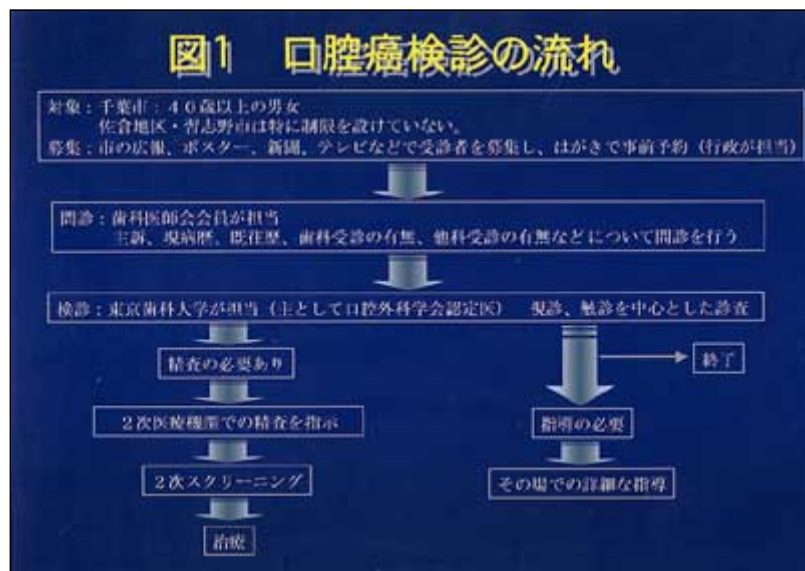 図1 口腔癌検診の流れ
対象：千葉市：40歳以上の男女
佐倉地区・習志野市は特に制限を設けていない。
募集：市の広報、ポスター、新聞、テレビなどで受診者を募集し、はがきで事前予約（行政が担当）
問診：歯科医師会会員が担当
主訴、現病歴、既往歴、歯科受診の有無、他科受診の有無などについて問診を行う
検診：東京歯科大学が担当（主として口腔外科学会認定医） 視診、触診を中心とした診査
精査の必要あり
終了
2次医療機関での精査を指示
指導の必要
2次スクリーニング
その場での詳細な指導
治療